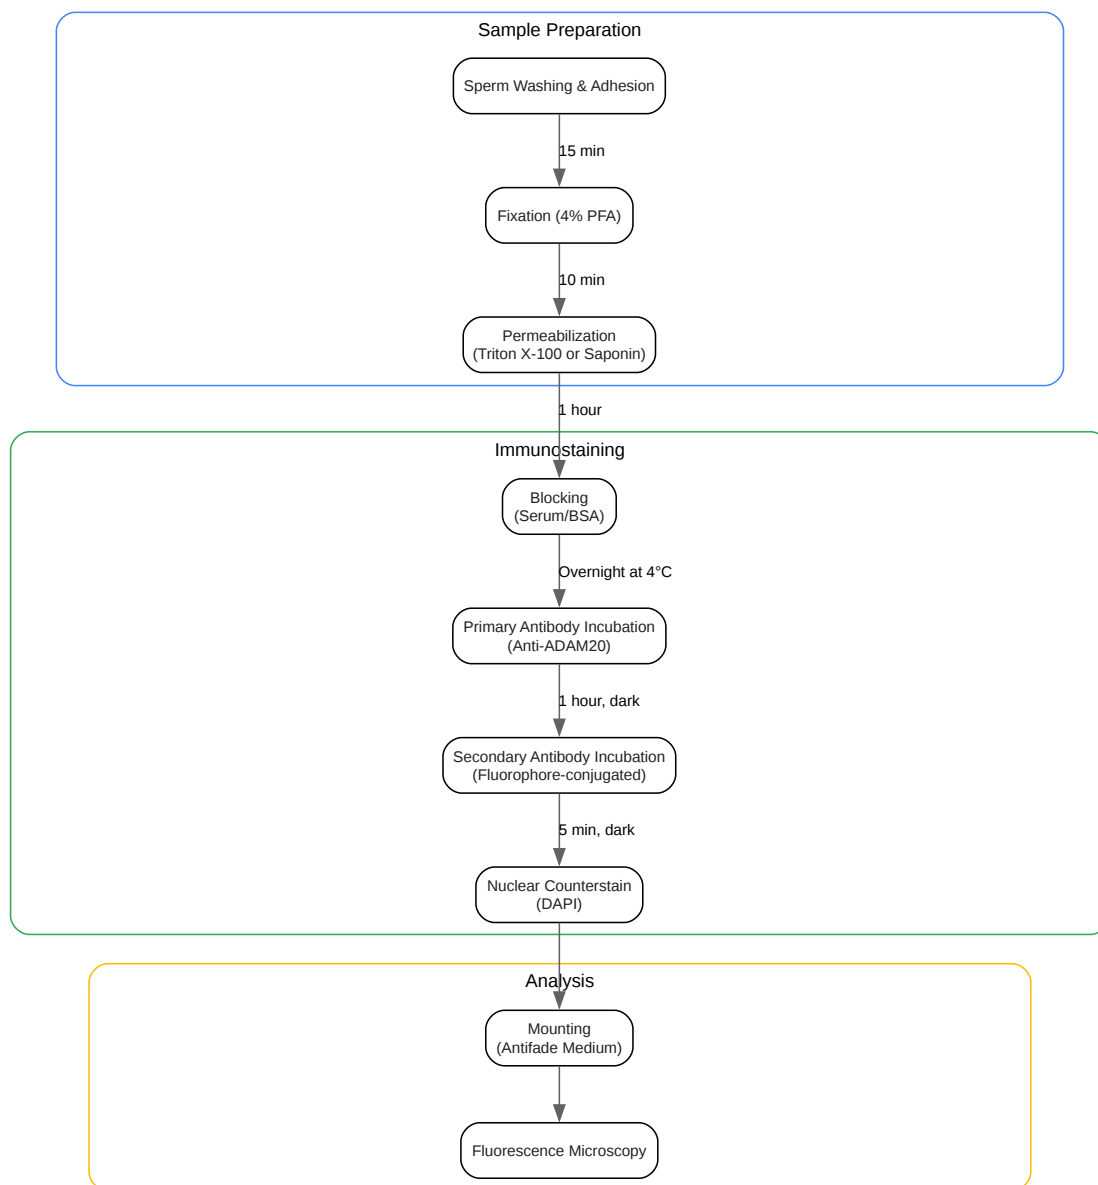 Sample Preparation
Sperm Washing & Adhesion
15 min
Fixation (4% PFA)
10 min
Permeabilization
(Triton X-100 or Saponin)
1 hour
Immunostaining
Blocking
(Serum/BSA)
Overnight at 4°C
Primary Antibody Incubation
(Anti-ADAM20)
1 hour, dark
Secondary Antibody Incubation
(Fluorophore-conjugated)
5 min, dark
Nuclear Counterstain
(DAPI)
Analysis
Mounting
(Antifade Medium)
Fluorescence Microscopy